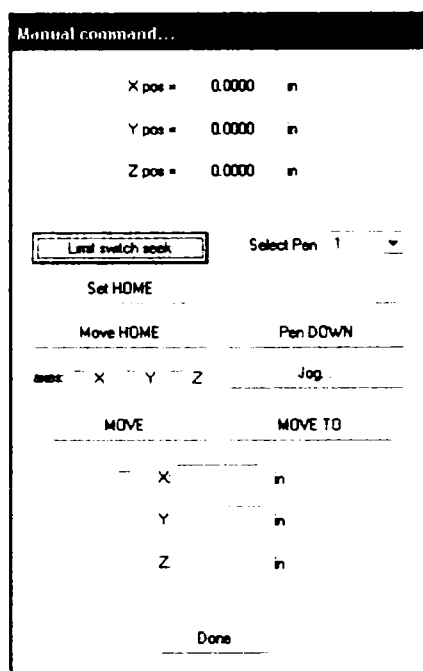 Manual command...
X pos = 0.0000 in
Y pos = 0.0000 in
Z pos = 0.0000 in
Limit switch seek Select Pen 1
Set HOME
Move HOME Pen DOWN
axes: X Y Z Jog...
MOVE MOVE TO
X: in
Y in
Z in
Done